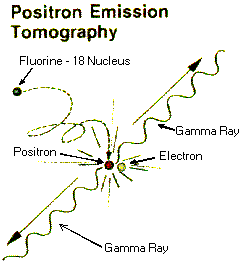 Positron Emission
Tomography
Fluorine - 18 Nucleus
Gamma Ray
Positron
Electron
Gamma Ray